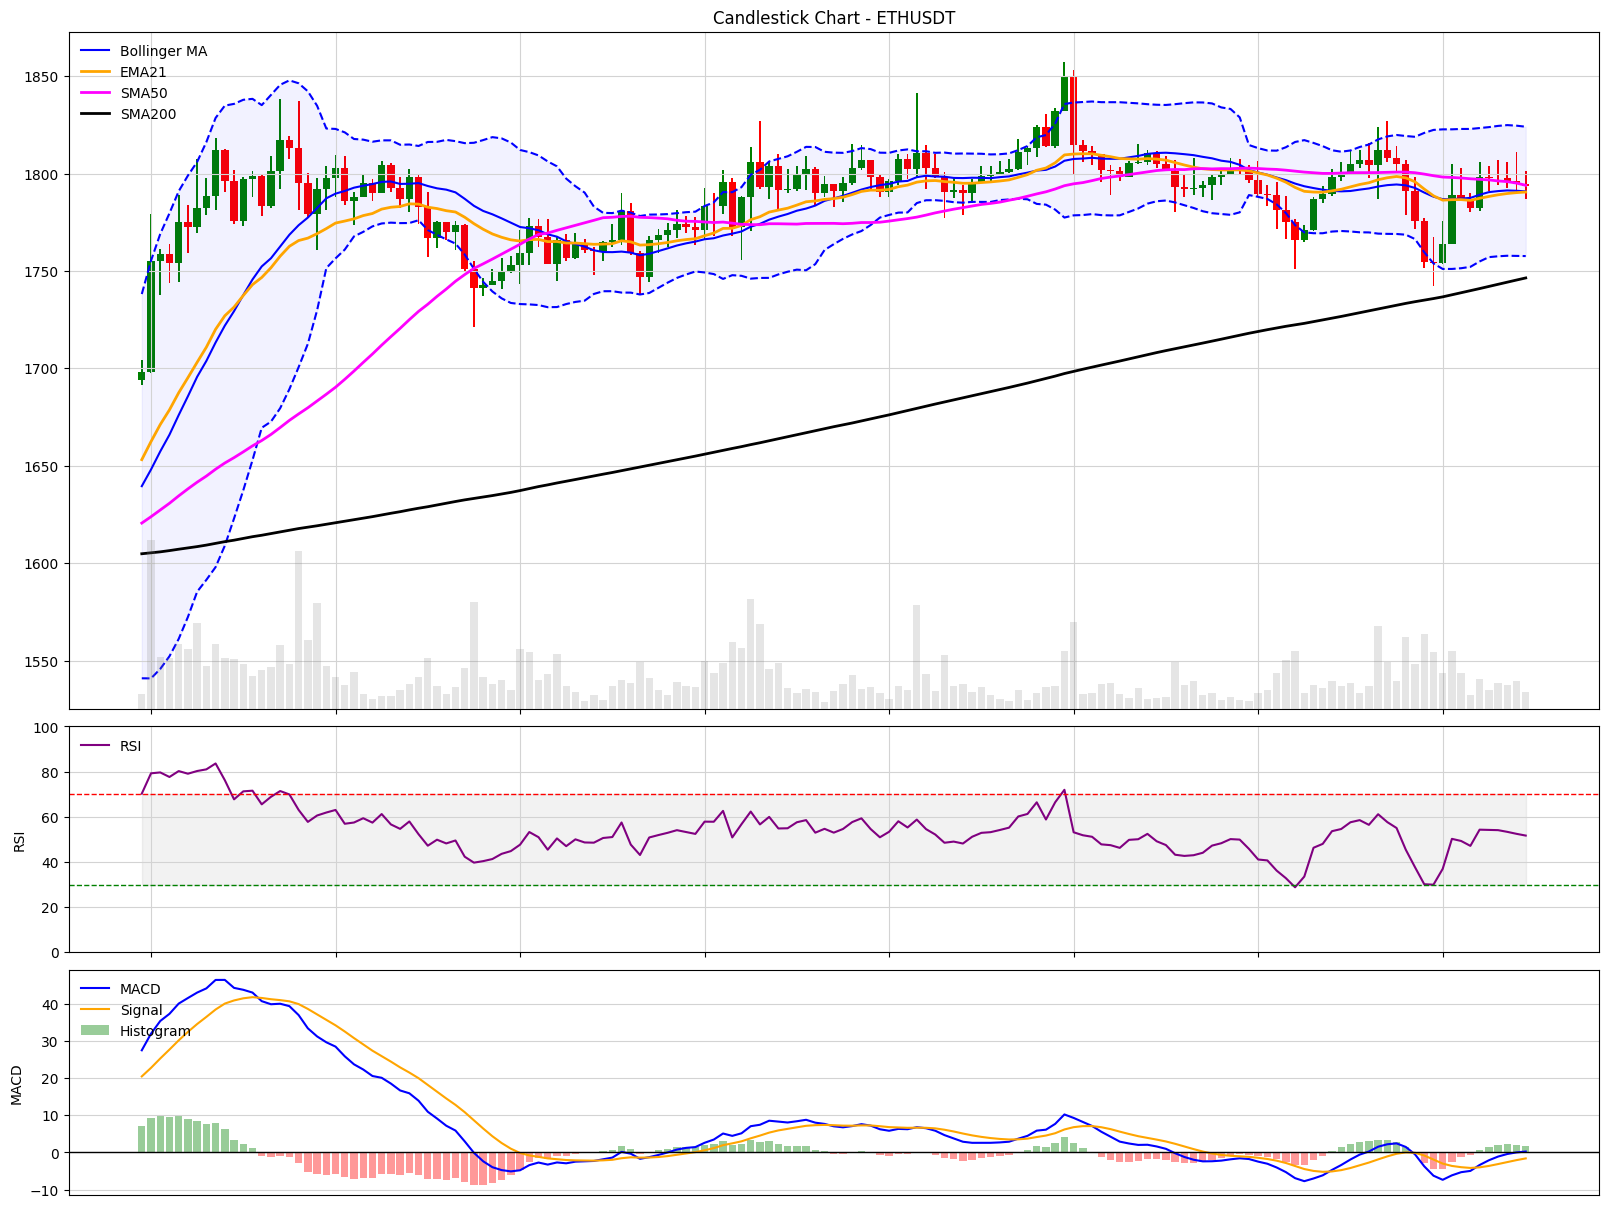 Candlestick Chart - ETHUSDT
Bollinger MA
EMA21
SMA50
SMA200
1850
1800
1750
1700
1650
1600
1550
RSI
RSI
100
80
60
40
20
0
MACD
Signal
Histogram
MACD
40
30
20
10
0
−10